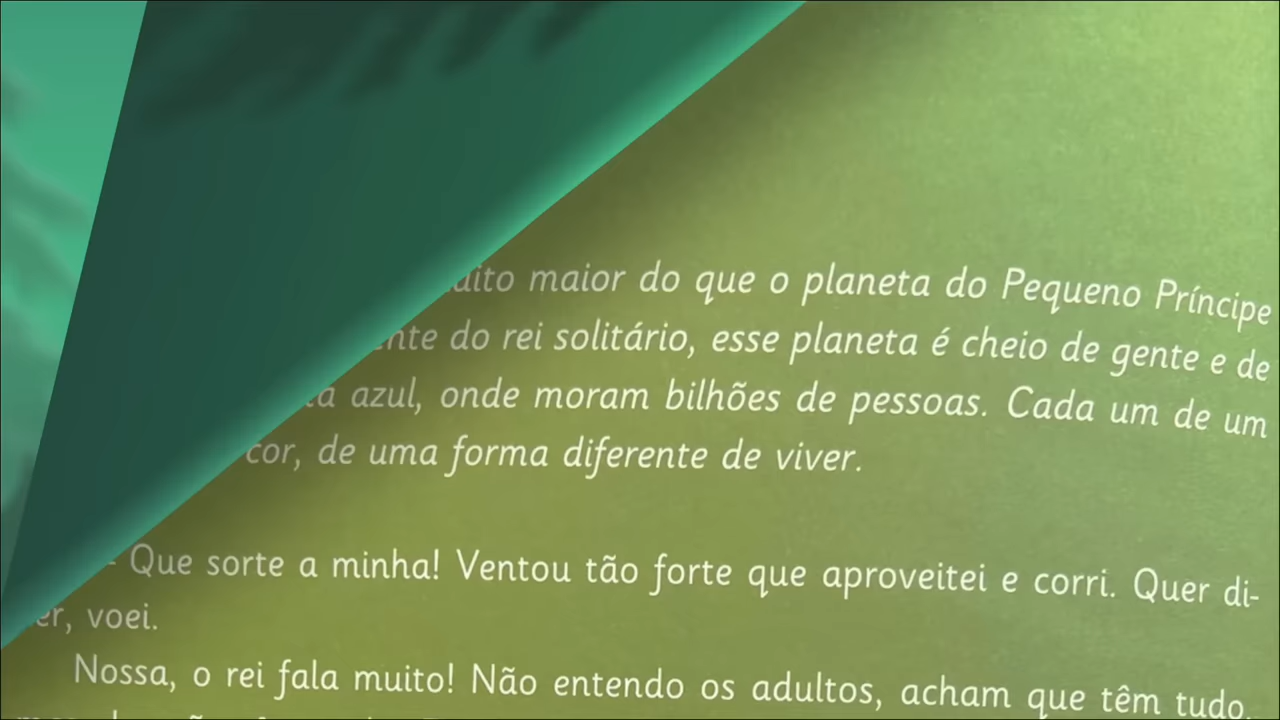 maior do que o planeta do Pequeno Príncipe
do rei solitário, esse planeta é cheio de gente e de
azul, onde moram bilhões de pessoas. Cada um de um
cor, de uma forma diferente de viver.
- Que sorte a minha! Ventou tão forte que aproveitei e corri. Quer di-
er, voei.
Nossa, o rei fala muito! Não entendo os adultos, acham que têm tudo,